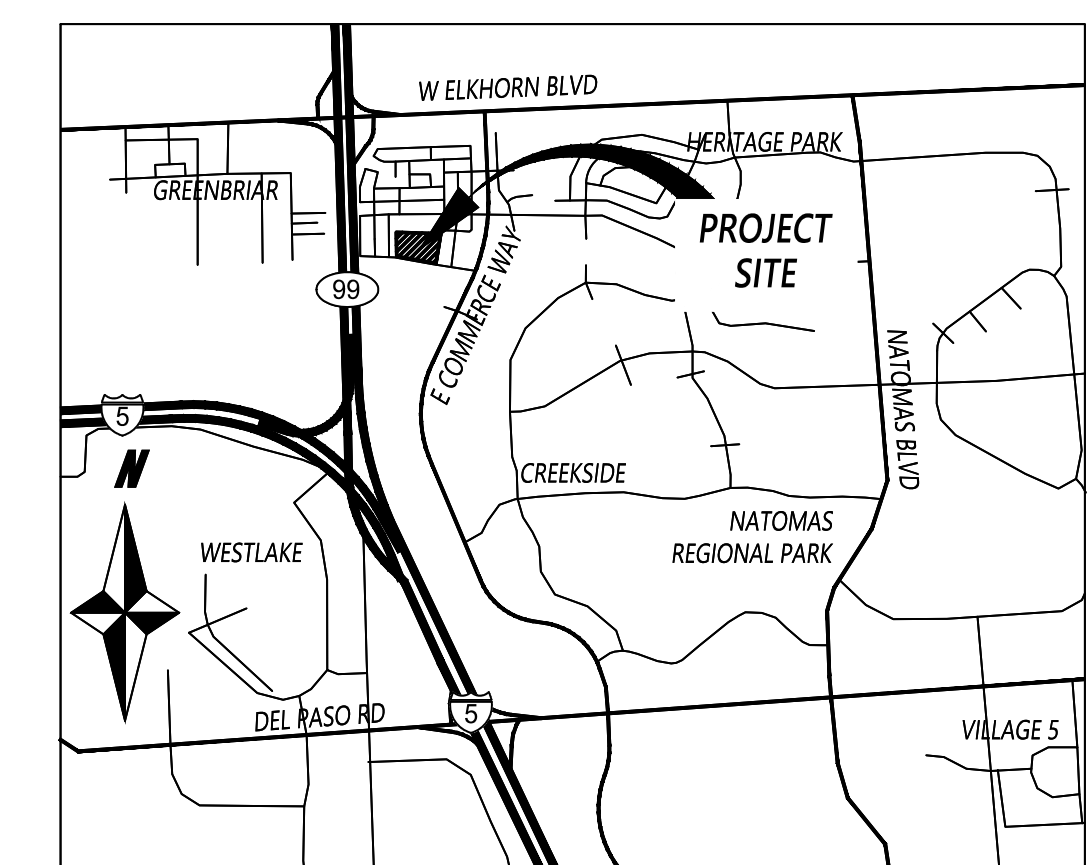 W ELKHORN BLVD
HERITAGE PARK
GREENBRIAR
PROJECT
SITE
E COMMERCE WAY
99
NATOMAS BLVD
5
N
CREEKSIDE
NATOMAS
REGIONAL PARK
WESTLAKE
DEL PASO RD
5
VILLAGE 5